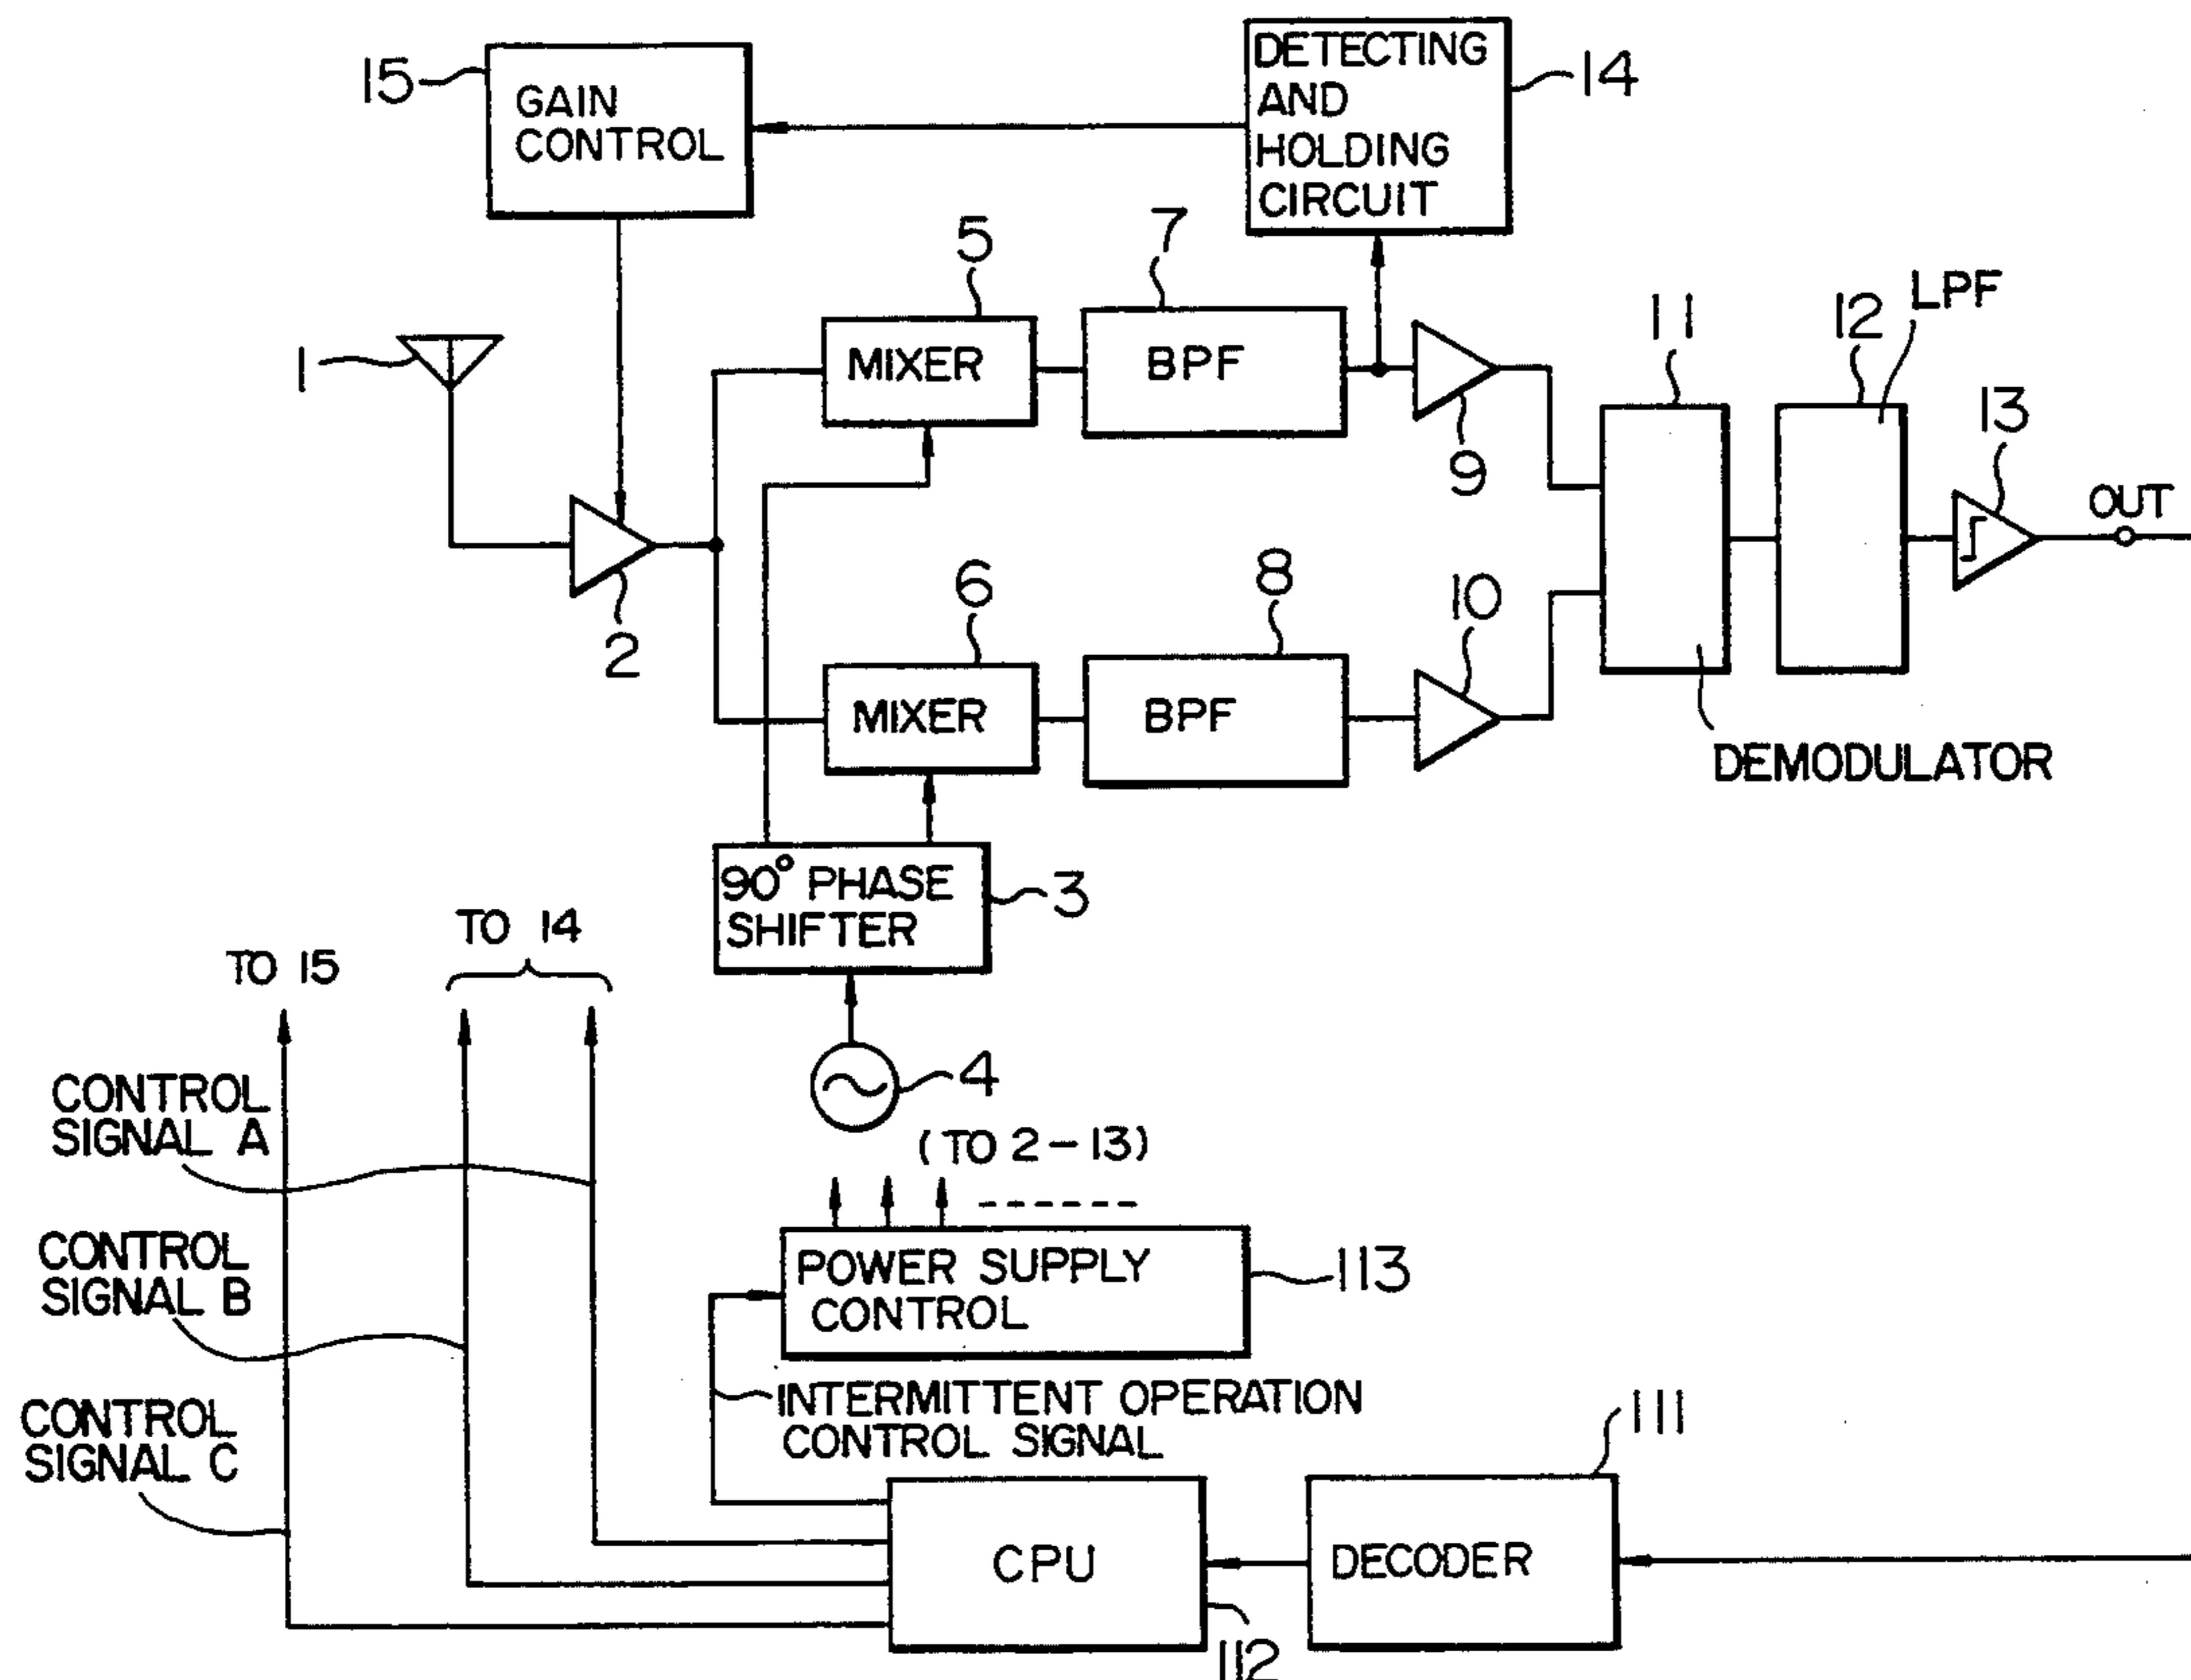 15
GAIN
CONTROL
DETECTING
AND
HOLDING
CIRCUIT
14
1
2
5
MIXER
7
BPF
9
11
12
LPF
13
OUT
6
MIXER
8
BPF
10
DEMODULATOR
90° PHASE
SHIFTER
3
4
TO 15
TO 14
CONTROL
SIGNAL A
CONTROL
SIGNAL B
CONTROL
SIGNAL C
(TO 2-13)
POWER SUPPLY
CONTROL
113
INTERMITTENT OPERATION
CONTROL SIGNAL
CPU
112
DECODER
111